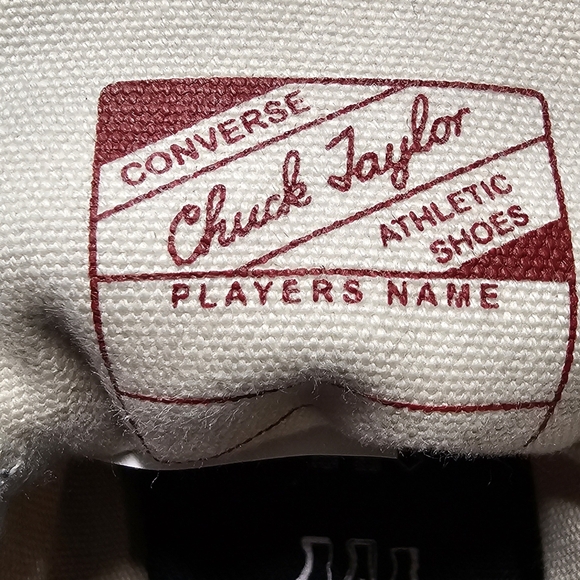 CONVERSE
Chuck Taylor
ATHLETIC
SHOES
PLAYERS NAME